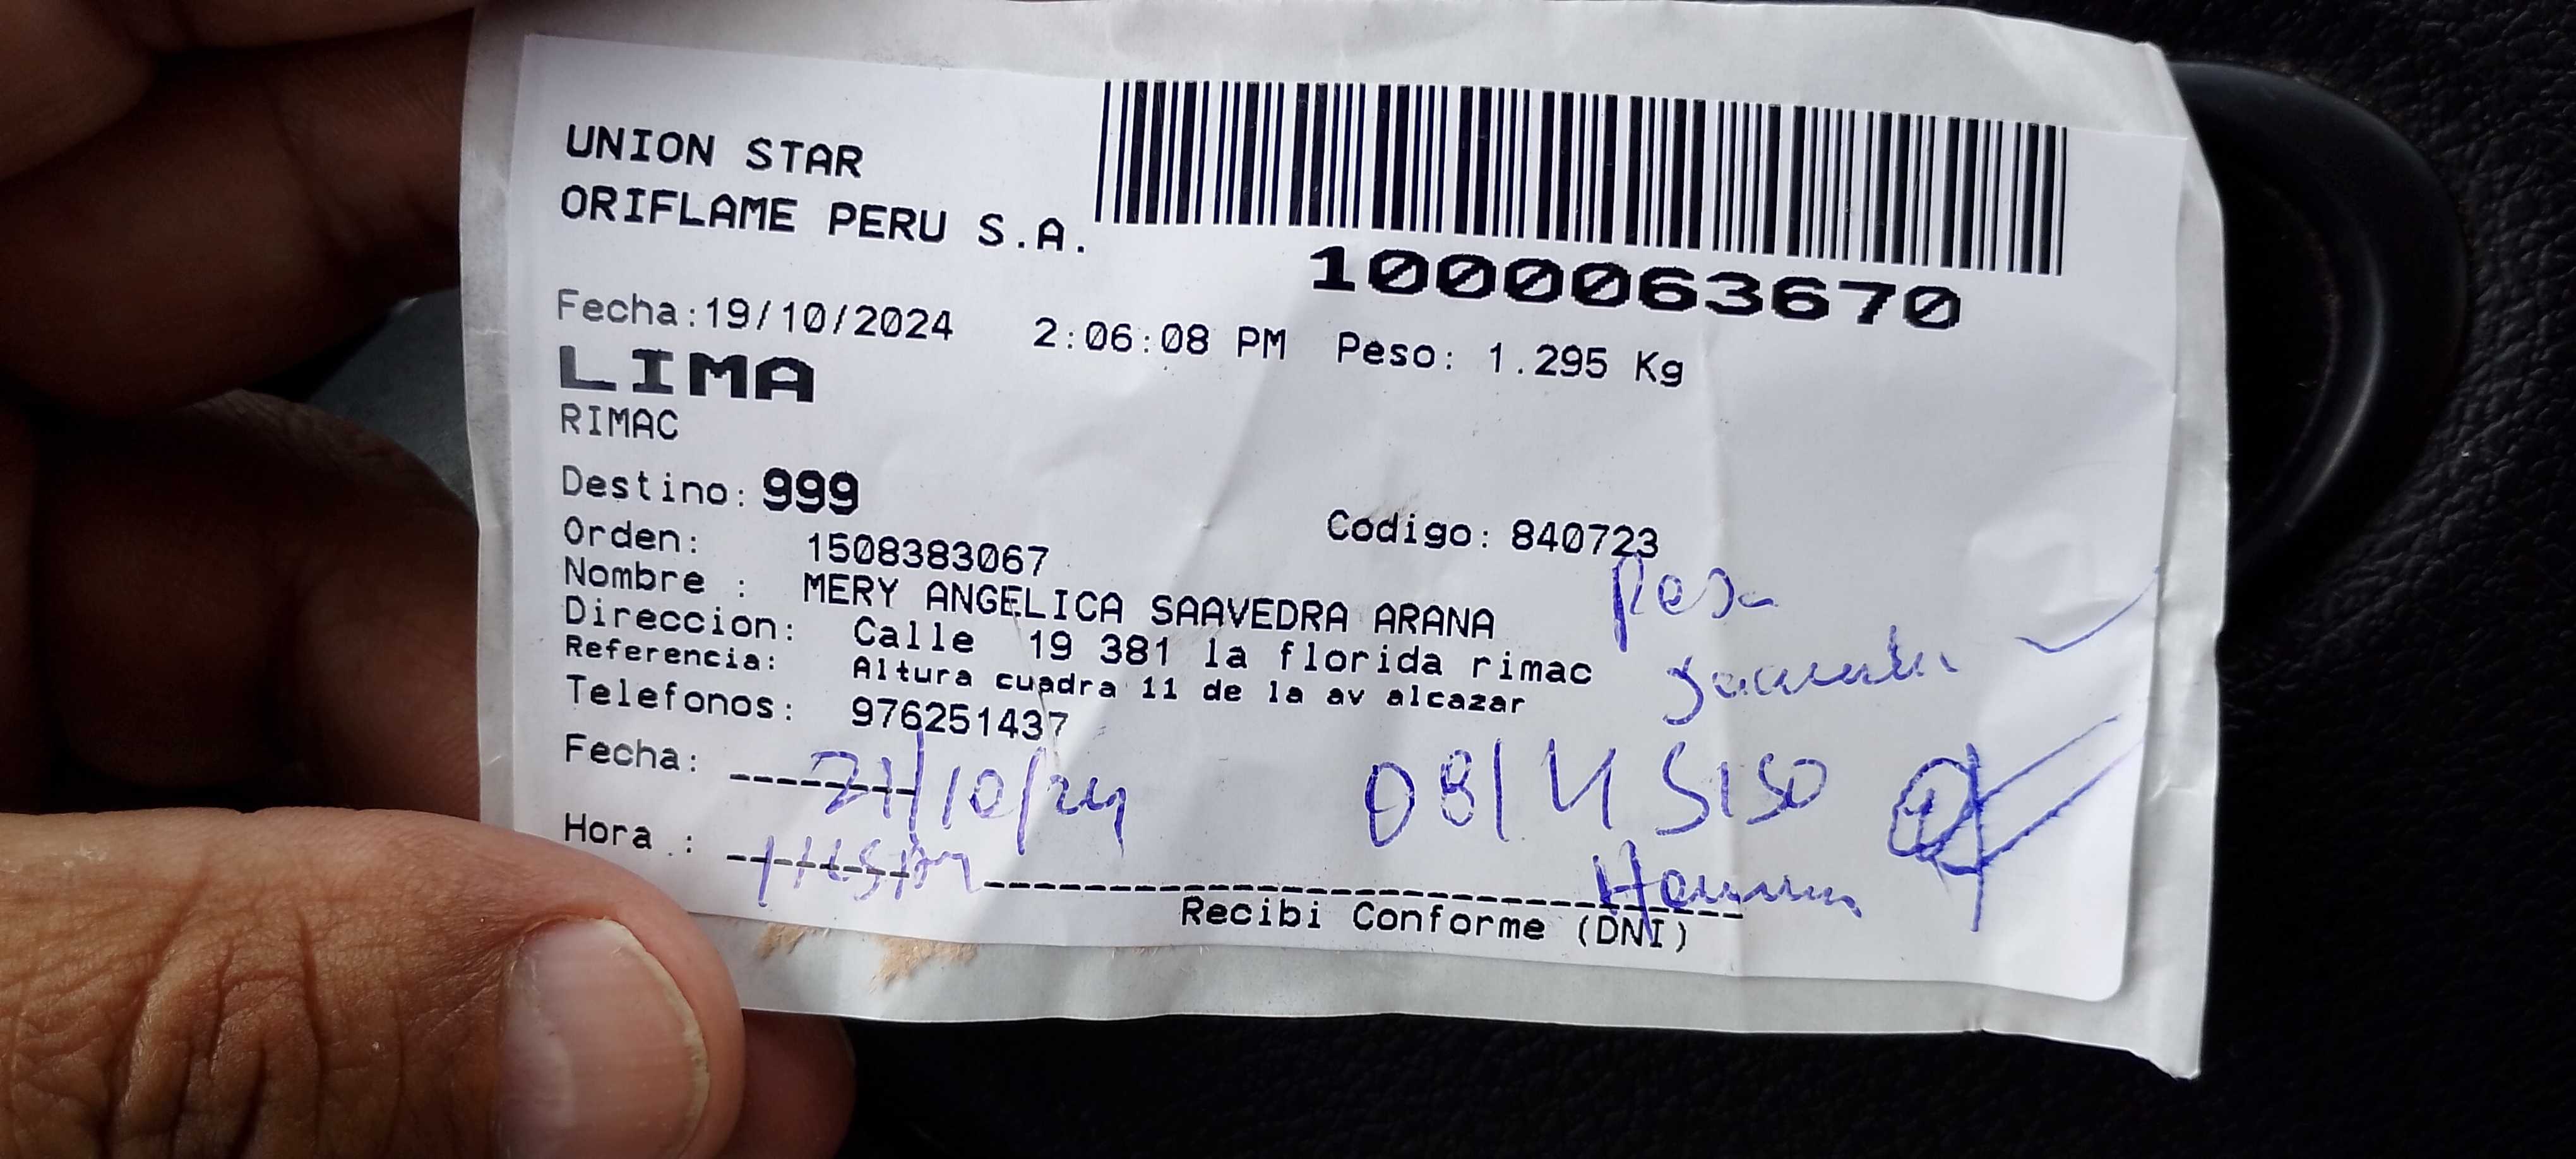 UNION STAR
ORIFLAME PERU S.A.
1000063670
Fecha:19/10/2024 2:06:08 PM Peso: 1.295 Kg
LIMA
RIMAC
Destino: 999
Orden: 1508383067 Codigo: 840723
Nombre : MERY ANGELICA SAAVEDRA ARANA
Direccion: Calle 19 381 la florida rimac
Referencia: Altura cuadra 11 de la av alcazar
Telefonos: 976251437
Rosa
Fecha: 21/10/24
Hora :
Recibi Conforme (DNI)